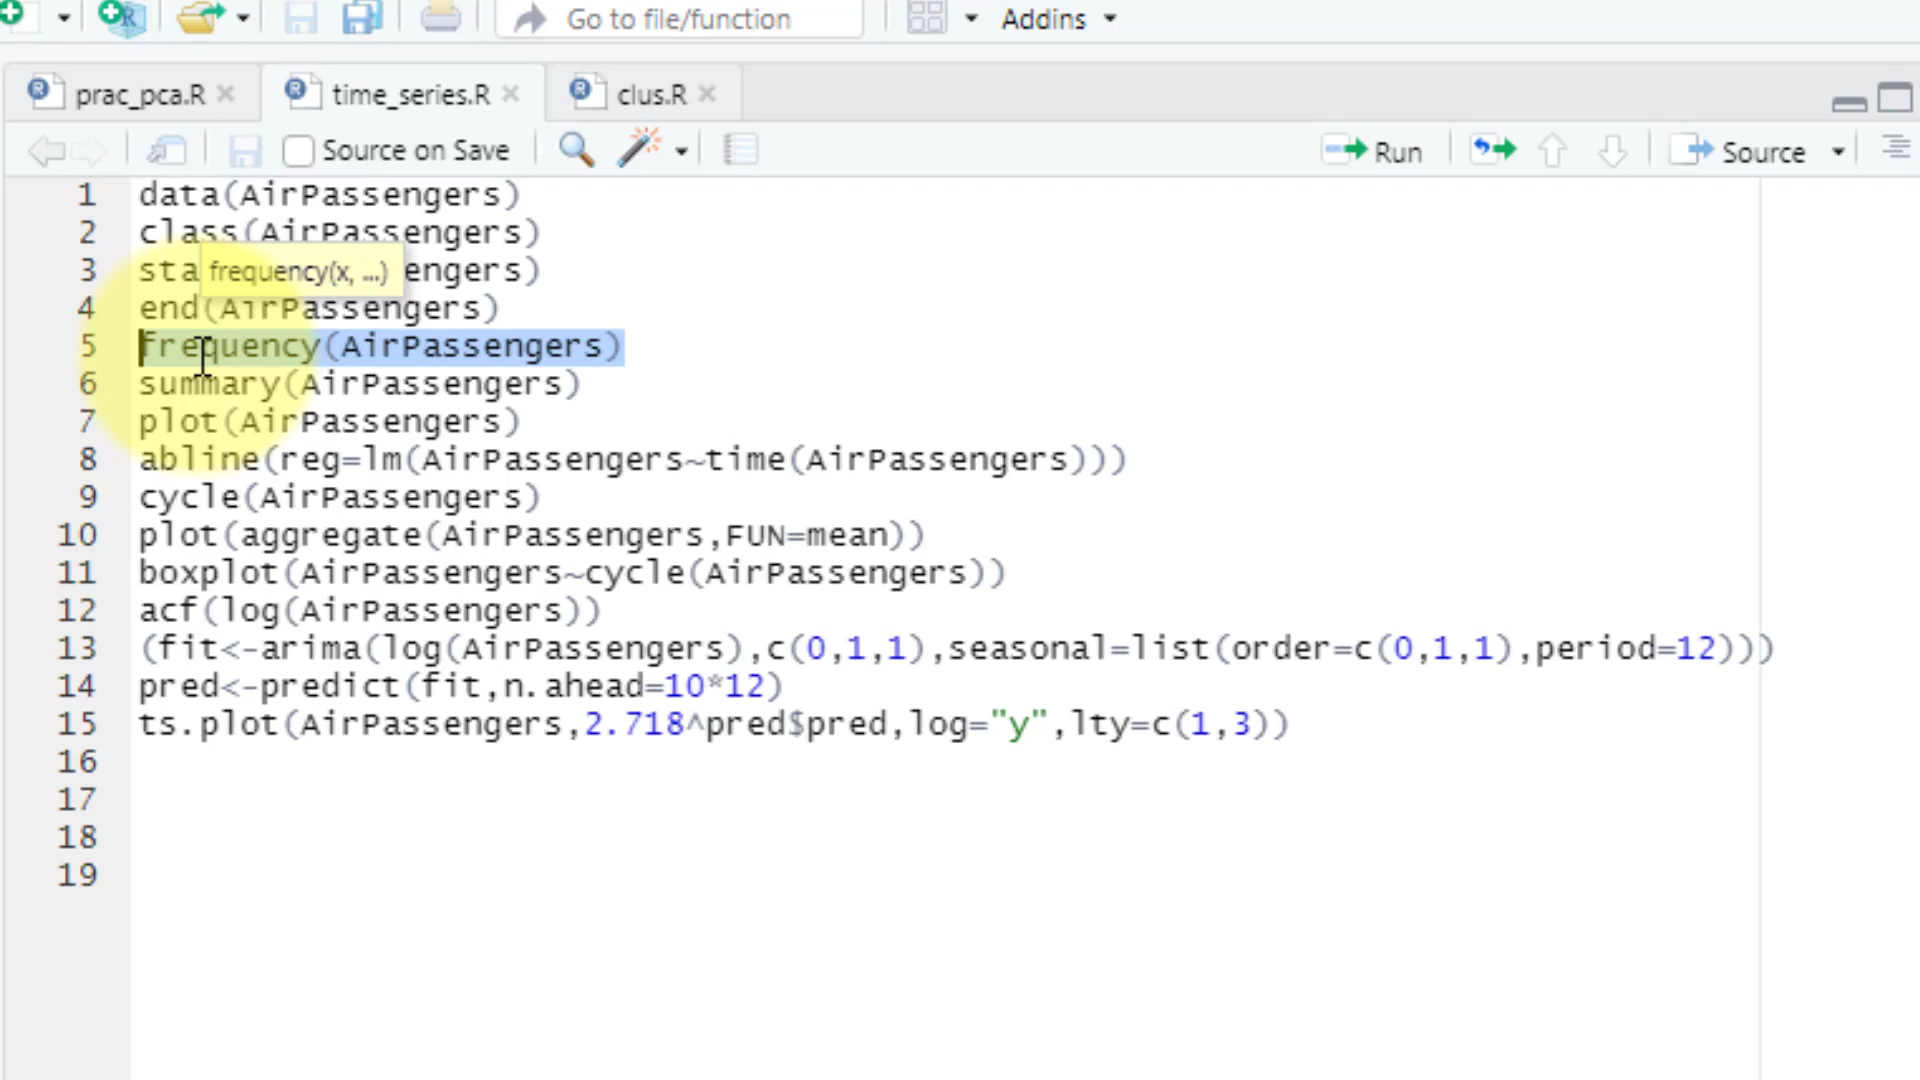 Go to file/function
Addins
prac_pca.R
time_series.R
clus.R
Source on Save
Run
Source
1 data(AirPassengers)
2 class(AirPassengers)
3 sta engers)
frequency(x, ...)
4 end(AirPassengers)
5 frequency(AirPassengers)
6 summary(AirPassengers)
7 plot(AirPassengers)
8 abline(reg=lm(AirPassengers~time(AirPassengers)))
9 cycle(AirPassengers)
10 plot(aggregate(AirPassengers,FUN=mean))
11 boxplot(AirPassengers~cycle(AirPassengers))
12 acf(log(AirPassengers))
13 (fit<-arima(log(AirPassengers),c(0,1,1),seasonal=list(order=c(0,1,1),period=12)))
14 pred<-predict(fit,n.ahead=10*12)
15 ts.plot(AirPassengers,2.718^pred$pred,log="y",lty=c(1,3))
16
17
18
19